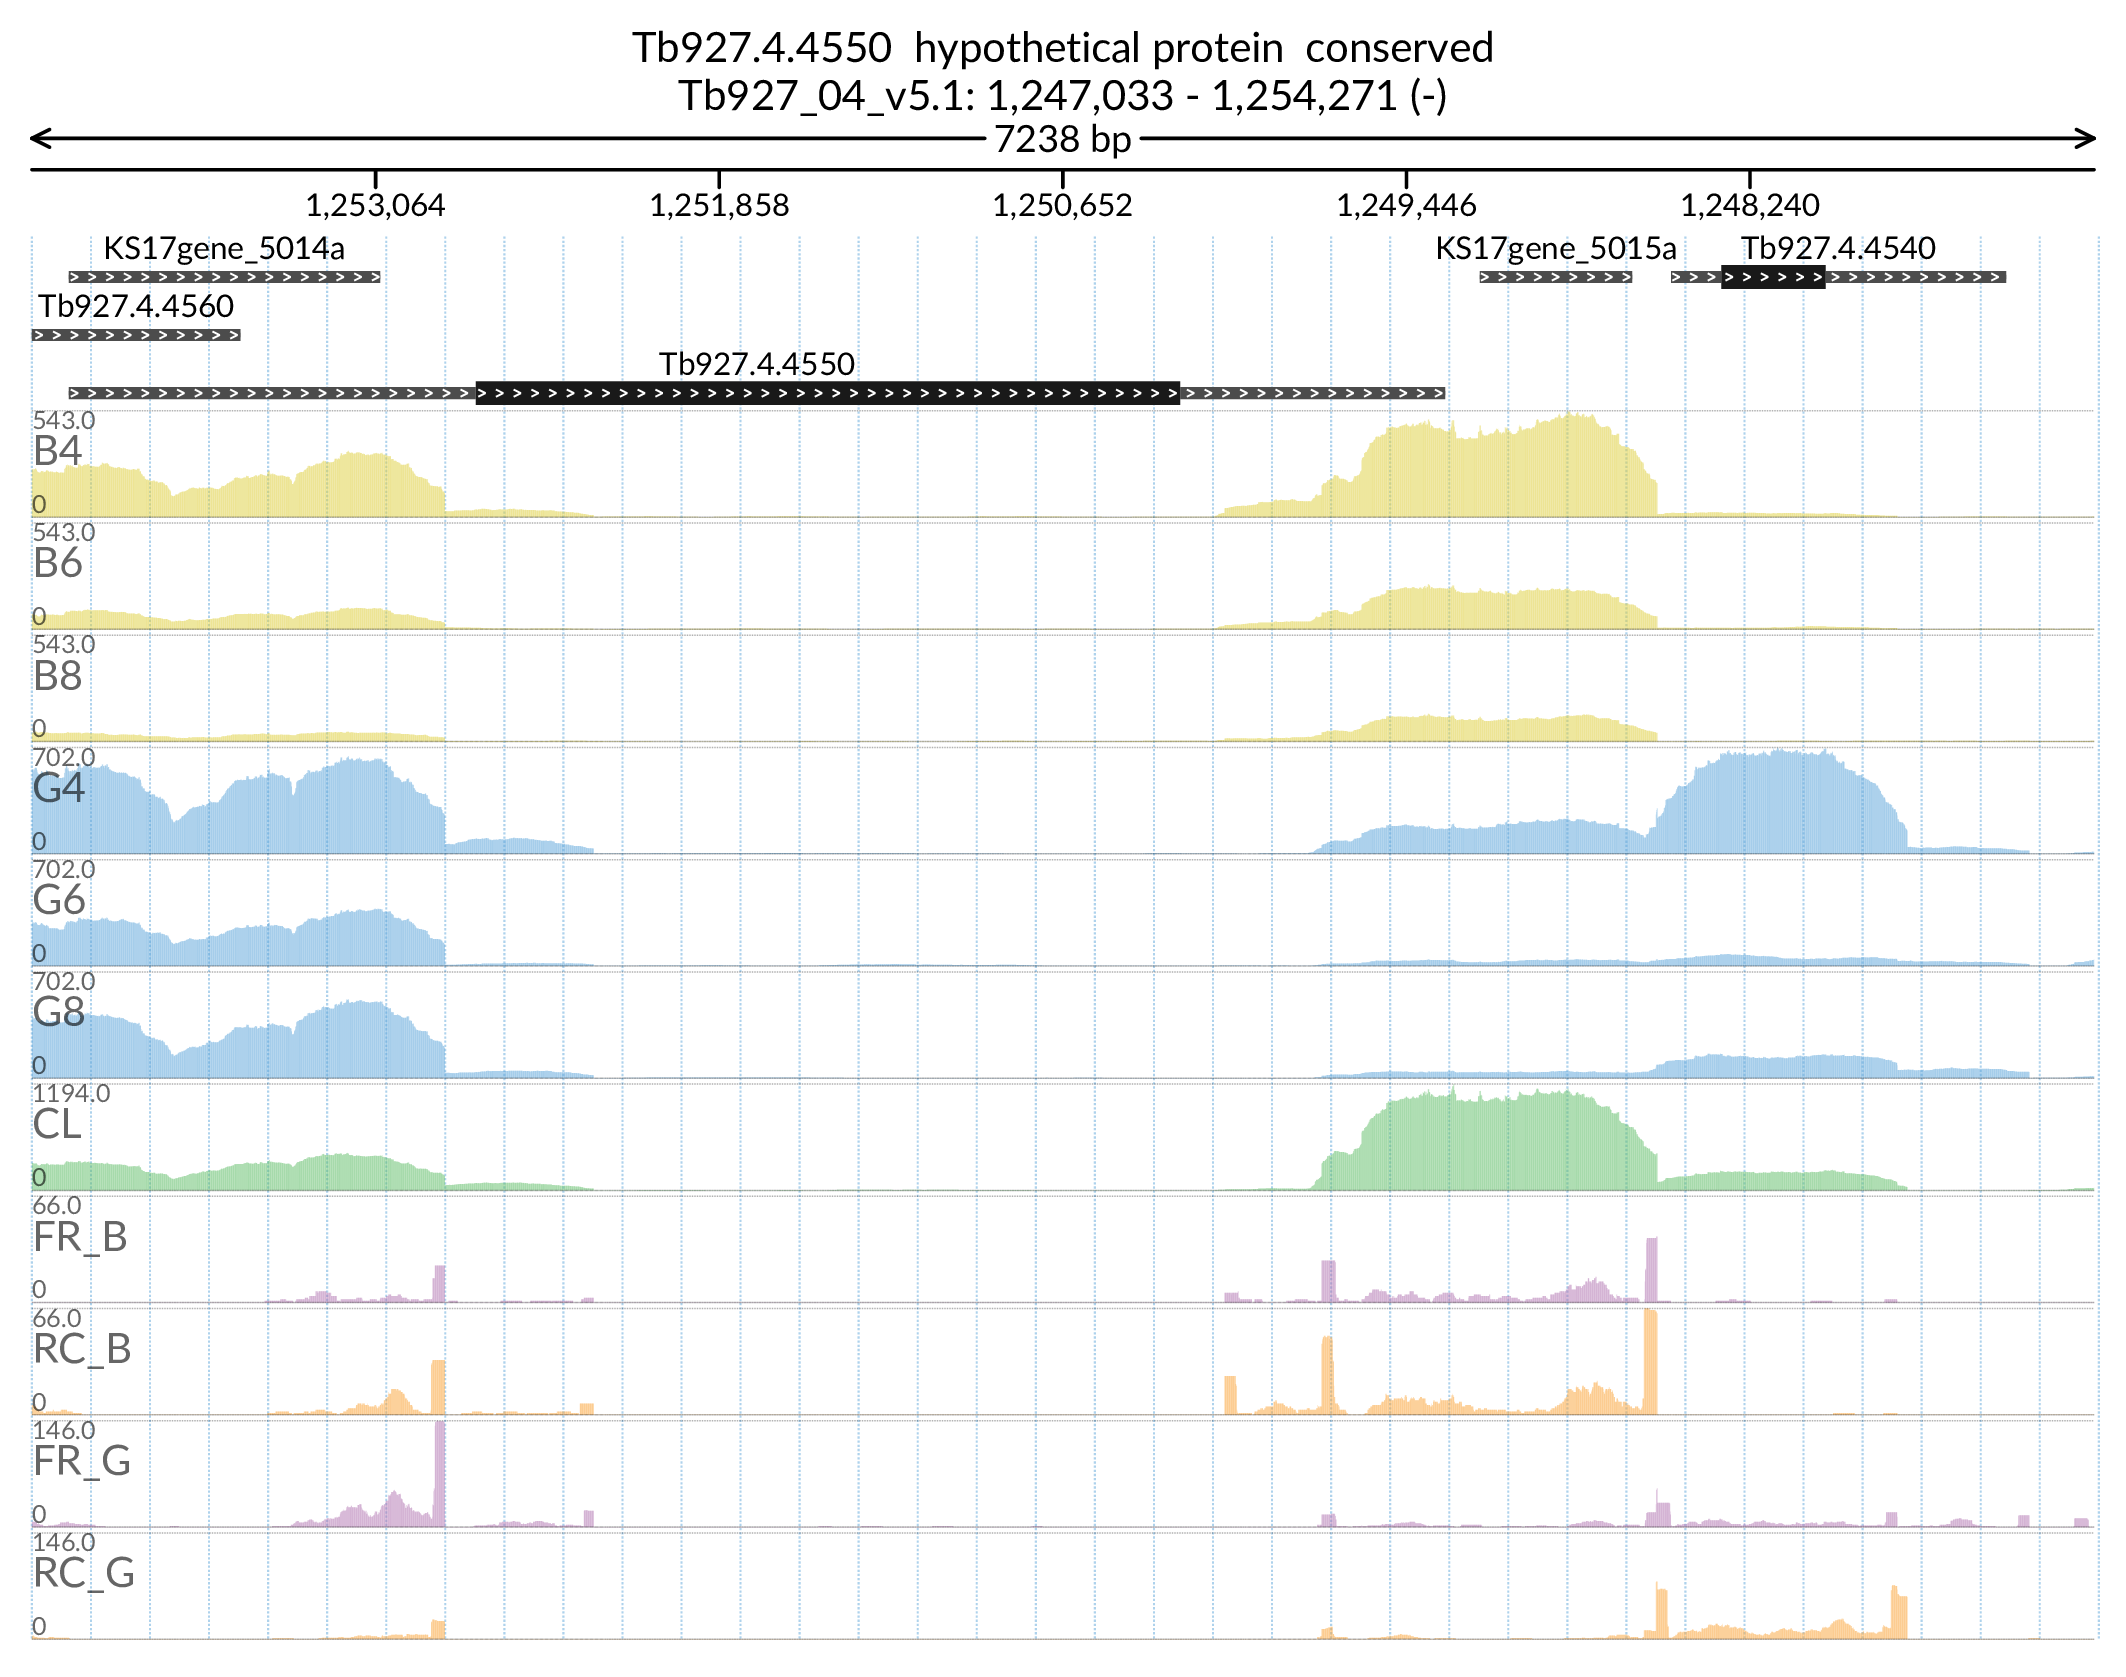 Tb927.4.4550  hypothetical protein  conserved
Tb927_04_v5.1: 1,247,033 - 1,254,271 (-)
7238 bp
1,253,064 1,251,858 1,250,652 1,249,446 1,248,240
KS17gene_5014a KS17gene_5015a Tb927.4.4540
Tb927.4.4560
Tb927.4.4550
543.0
B4
0
543.0
B6
0
543.0
B8
0
702.0
G4
0
702.0
G6
0
702.0
G8
0
1194.0
CL
0
66.0
FR_B
0
66.0
RC_B
0
146.0
FR_G
0
146.0
RC_G
0